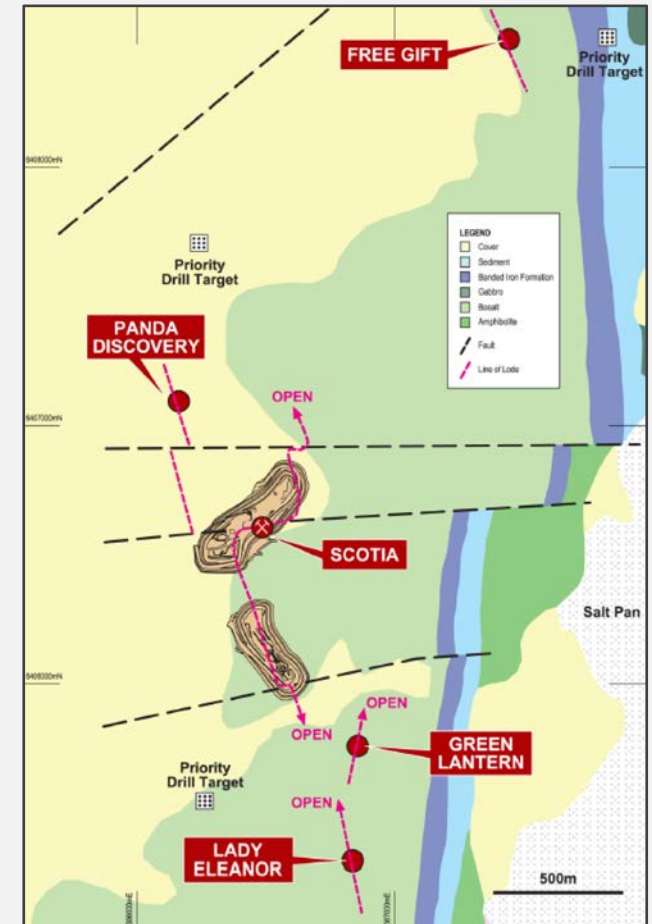 FREE GIFT
Priority
Drill Target
6408000mN
Priority
Drill Target
LEGEND
Cover
Sediment
Banded Iron Formation
Gabbro
Basalt
Amphibolite
Fault
Line of Lode
PANDA
DISCOVERY
OPEN
6407000mN
SCOTIA
Salt Pan
6406000mN
OPEN
OPEN
GREEN
LANTERN
Priority
Drill Target
OPEN
LADY
ELEANOR
500m